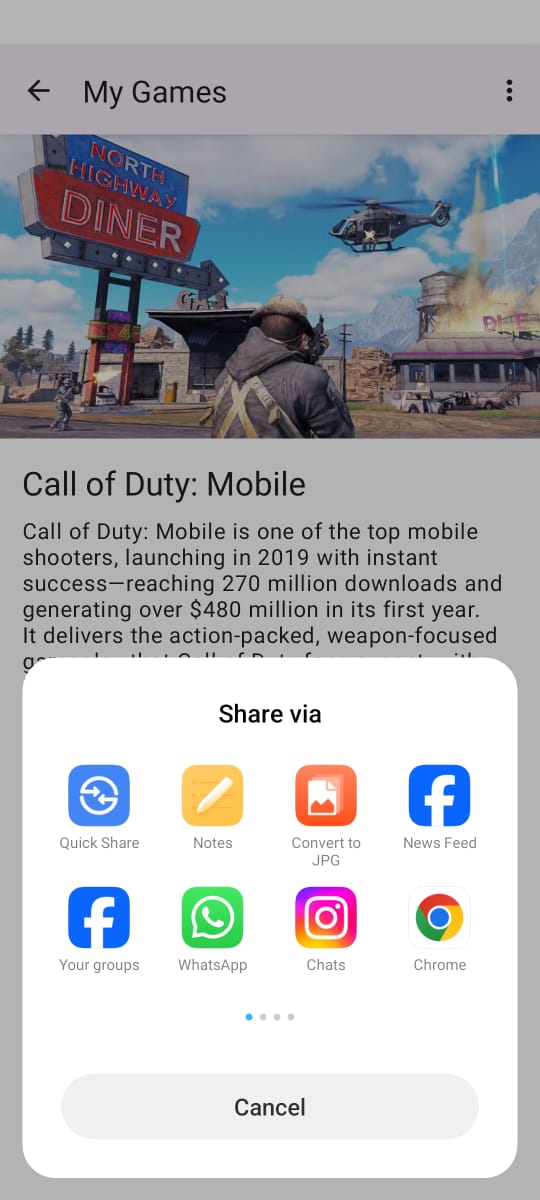 My Games
NORTH
HIGHWAY
DINER
Call of Duty: Mobile
Call of Duty: Mobile is one of the top mobile
shooters, launching in 2019 with instant
success—reaching 270 million downloads and
generating over $480 million in its first year.
It delivers the action-packed, weapon-focused
Share via
Quick Share
Notes
Convert to
JPG
News Feed
Your groups
WhatsApp
Chats
Chrome
Cancel